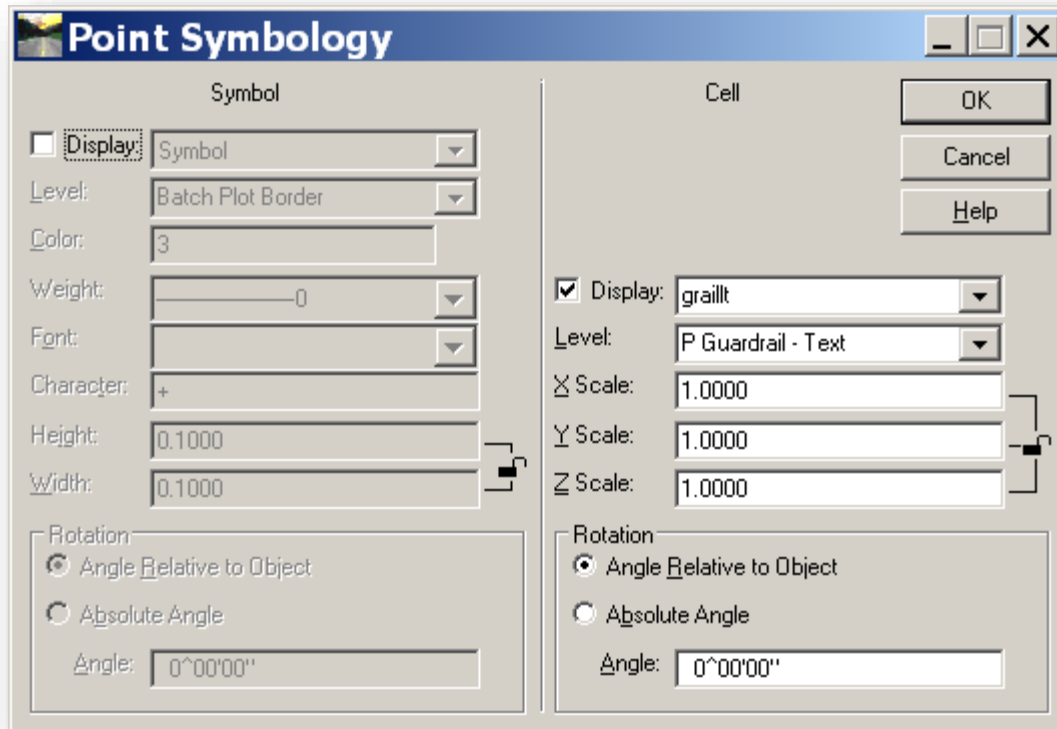 Point Symbology
Symbol
Display: Symbol
Level: Batch Plot Border
Color: 3
Weight: 0
Font:
Character: +
Height: 0.1000
Width: 0.1000
Rotation
Angle Relative to Object
Absolute Angle
Angle: 0^00'00"
Cell
OK
Cancel
Help
Display: graillt
Level: P Guardrail - Text
X Scale: 1.0000
Y Scale: 1.0000
Z Scale: 1.0000
Rotation
Angle Relative to Object
Absolute Angle
Angle: 0^00'00"